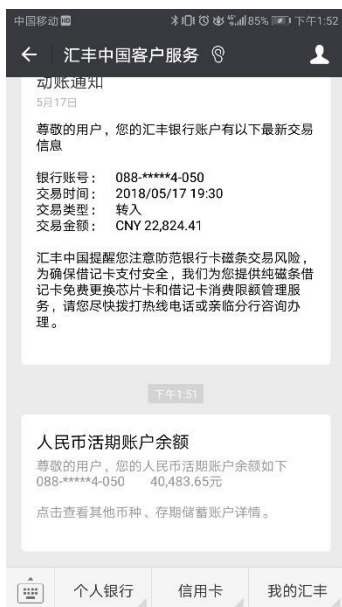 中国移动 HD 85% 下午1:52
汇丰中国客户服务
动账通知
5月17日
尊敬的用户，您的汇丰银行账户有以下最新交易
信息
银行账号： 088-*****4-050
交易时间： 2018/05/17 19:30
交易类型： 转入
交易金额： CNY 22,824.41
汇丰中国提醒您注意防范银行卡磁条交易风险，
为确保借记卡支付安全，我们为您提供纯磁条借
记卡免费更换芯片卡和借记卡消费限额管理服
务，请您尽快拨打热线电话或亲临分行咨询办
理。
下午1:51
人民币活期账户余额
尊敬的用户，您的人民币活期账户余额如下
088-*****4-050 40,483.65元
点击查看其他币种、存期储蓄账户详情。
个人银行 信用卡 我的汇丰